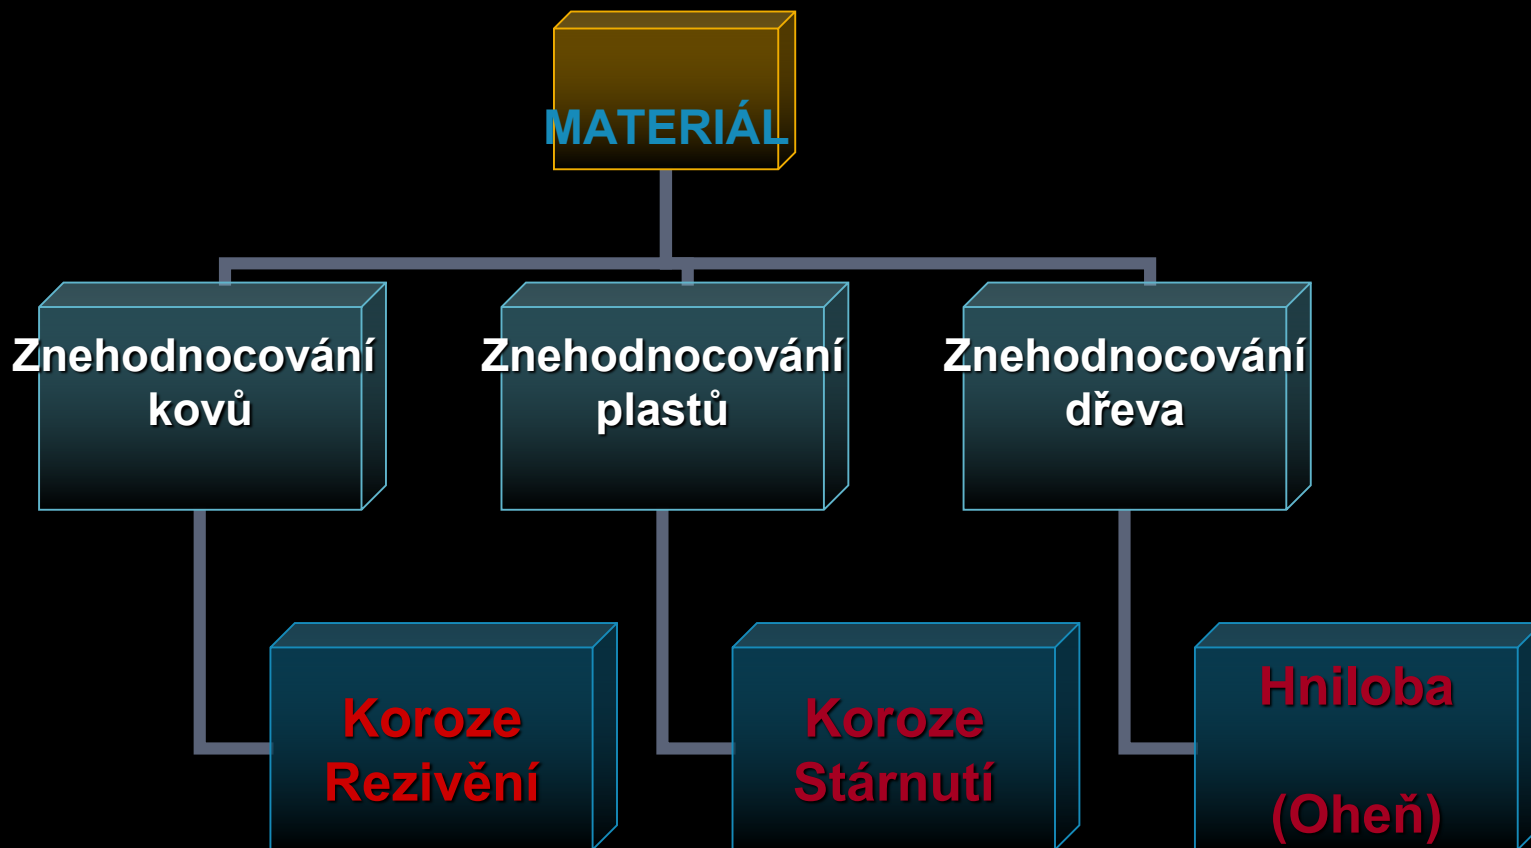 MATERIÁL
Znehodnocování
kovů
Znehodnocování
plastů
Znehodnocování
dřeva
Koroze
Rezivění
Koroze
Stárnutí
Hniloba
(Oheň)